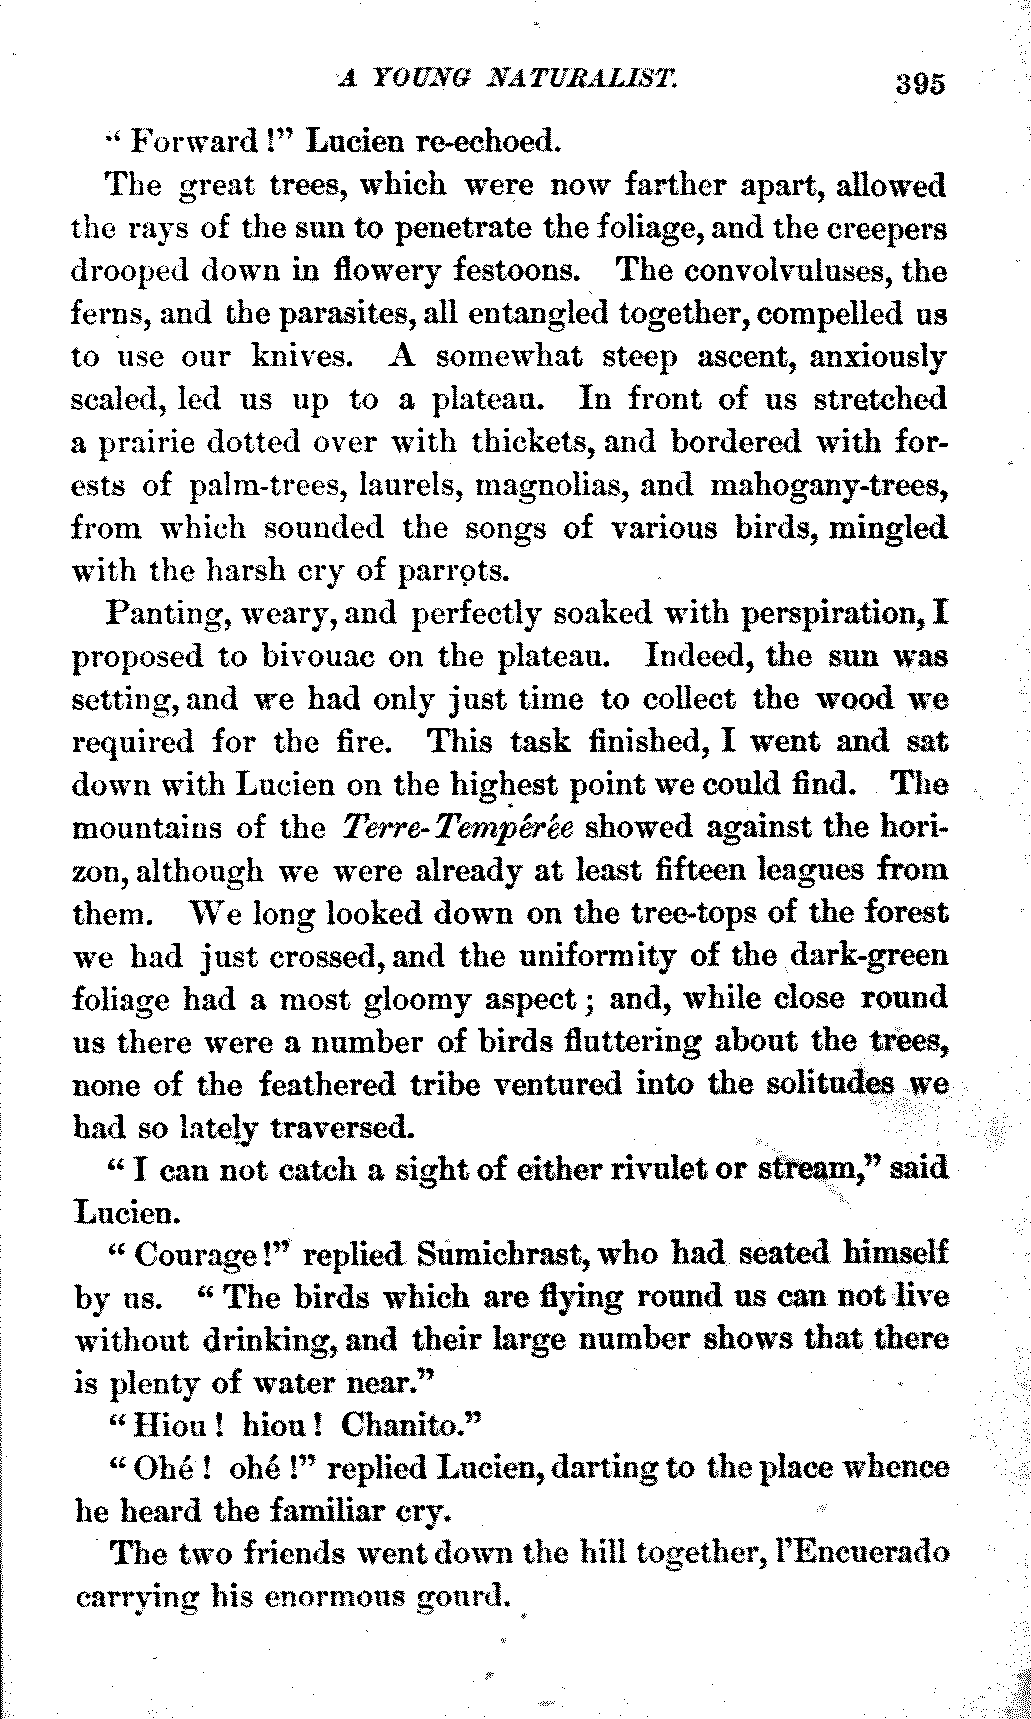 A YOUNG NATURALIST. 395
“Forward!” Lucien re-echoed.
The great trees, which were now farther apart, allowed
the rays of the sun to penetrate the foliage, and the creepers
drooped down in flowery festoons. The convolvuluses, the
ferns, and the parasites, all entangled together, compelled us
to use our knives. A somewhat steep ascent, anxiously
scaled, led us up to a plateau. In front of us stretched
a prairie dotted over with thickets, and bordered with for-
ests of palm-trees, laurels, magnolias, and mahogany-trees,
from which sounded the songs of various birds, mingled
with the harsh cry of parrots.
Panting, weary, and perfectly soaked with perspiration, I
proposed to bivouac on the plateau. Indeed, the sun was
setting, and we had only just time to collect the wood we
required for the fire. This task finished, I went and sat
down with Lucien on the highest point we could find. The
mountains of the Terre-Tempérée showed against the hori-
zon, although we were already at least fifteen leagues from
them. We long looked down on the tree-tops of the forest
we had just crossed, and the uniformity of the dark-green
foliage had a most gloomy aspect; and, while close round
us there were a number of birds fluttering about the trees,
none of the feathered tribe ventured into the solitudes we
had so lately traversed.
“I can not catch a sight of either rivulet or stream,” said
Lucien.
“Courage!” replied Sumichrast, who had seated himself
by us. “The birds which are flying round us can not live
without drinking, and their large number shows that there
is plenty of water near.”
“Hiou! hiou! Chanito.”
“Ohé! ohé!” replied Lucien, darting to the place whence
he heard the familiar cry.
The two friends went down the hill together, l’Encuerado
carrying his enormous gourd.